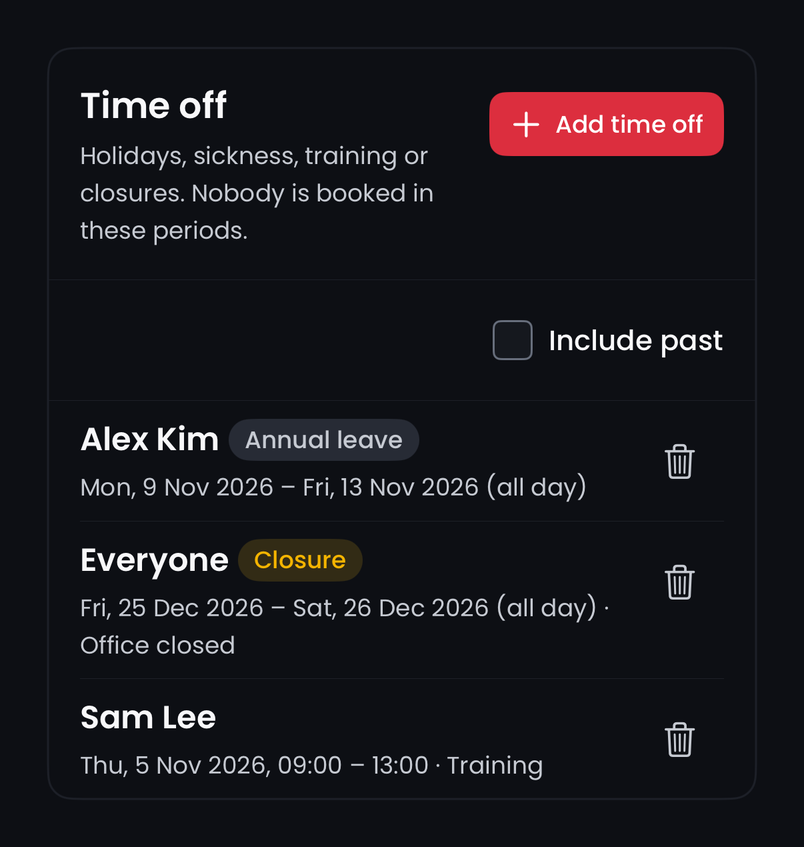 Time off
Add time off
Holidays, sickness, training or
closures. Nobody is booked in
these periods.
Include past
Alex Kim Annual leave
Mon, 9 Nov 2026 – Fri, 13 Nov 2026 (all day)
Everyone Closure
Fri, 25 Dec 2026 – Sat, 26 Dec 2026 (all day) ·
Office closed
Sam Lee
Thu, 5 Nov 2026, 09:00 – 13:00 · Training